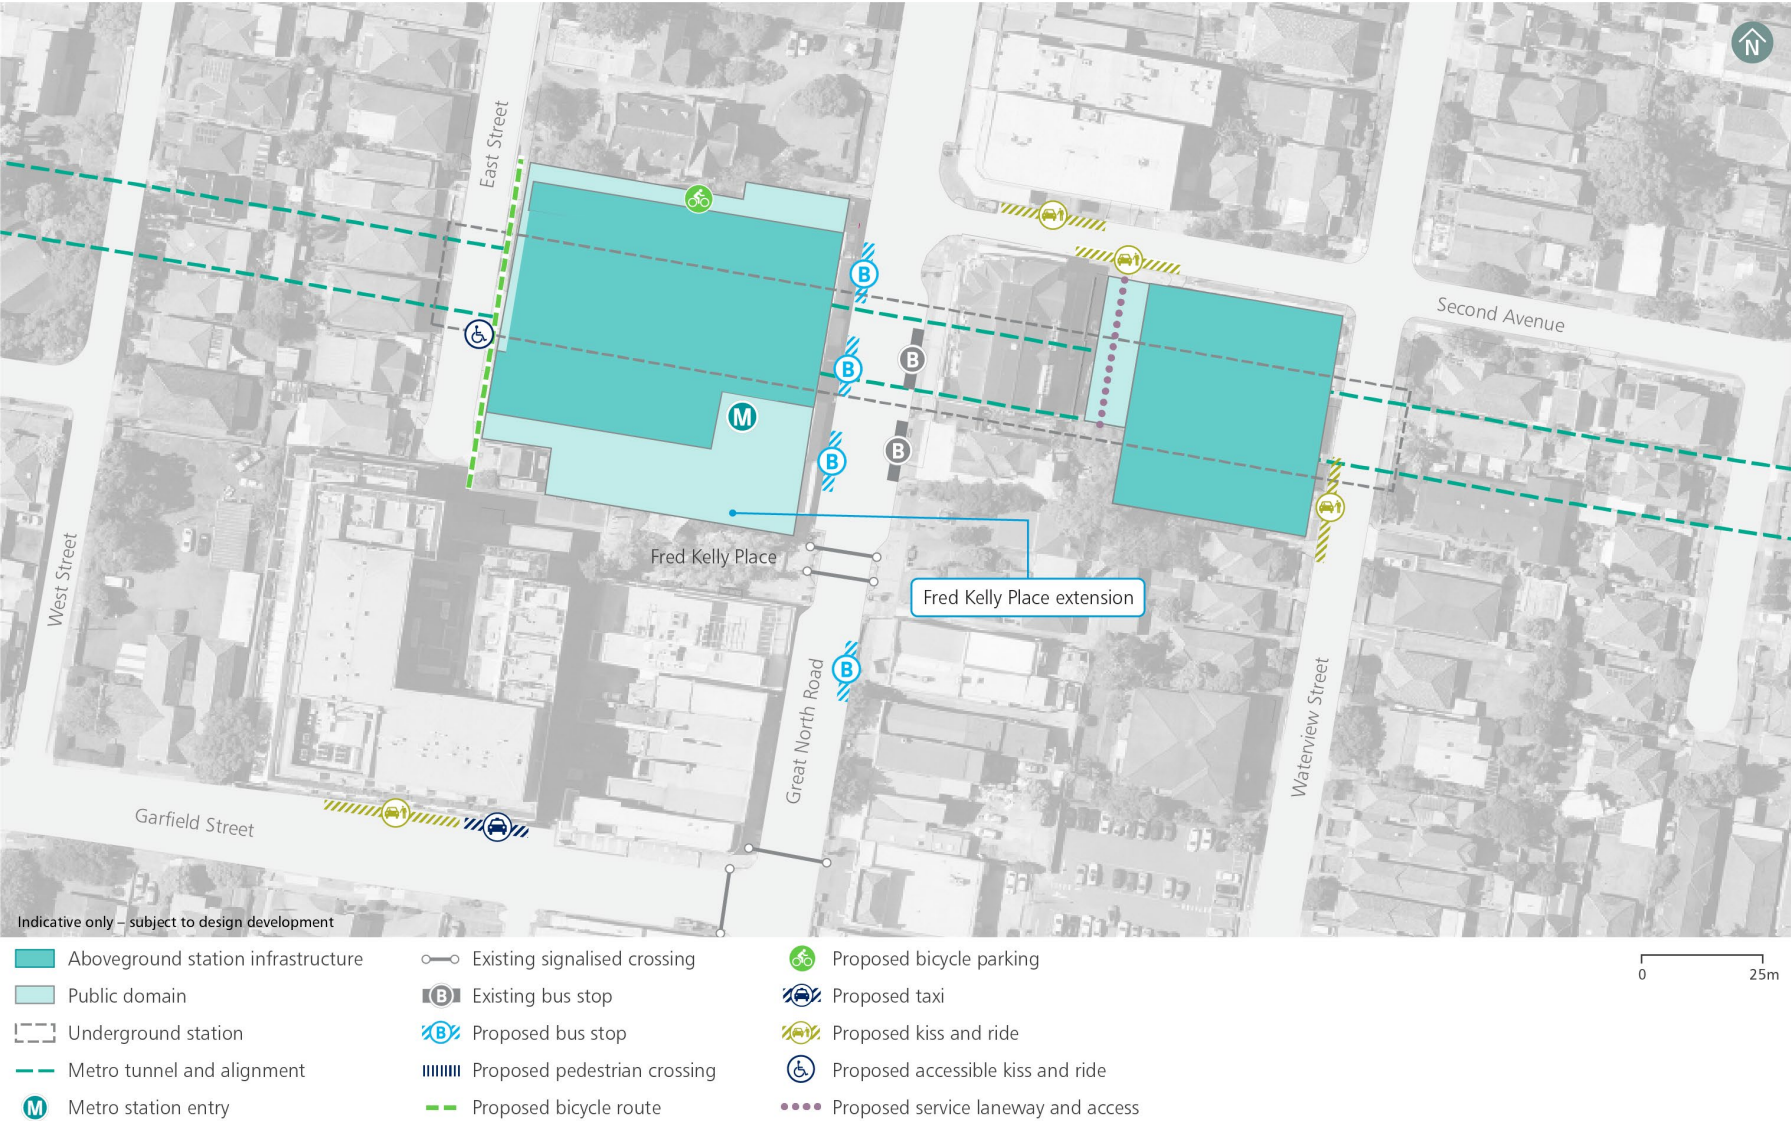 N
East Street
B
Second Avenue
B
B
M
B
B
West Street
Fred Kelly Place
Fred Kelly Place extension
B
Great North Road
Waterview Street
Garfield Street
Indicative only – subject to design development
Aboveground station infrastructure
Public domain
Underground station
Metro tunnel and alignment
M Metro station entry
Existing signalised crossing
B Existing bus stop
B Proposed bus stop
Proposed pedestrian crossing
Proposed bicycle route
Proposed bicycle parking
Proposed taxi
Proposed kiss and ride
Proposed accessible kiss and ride
Proposed service laneway and access
0 25m